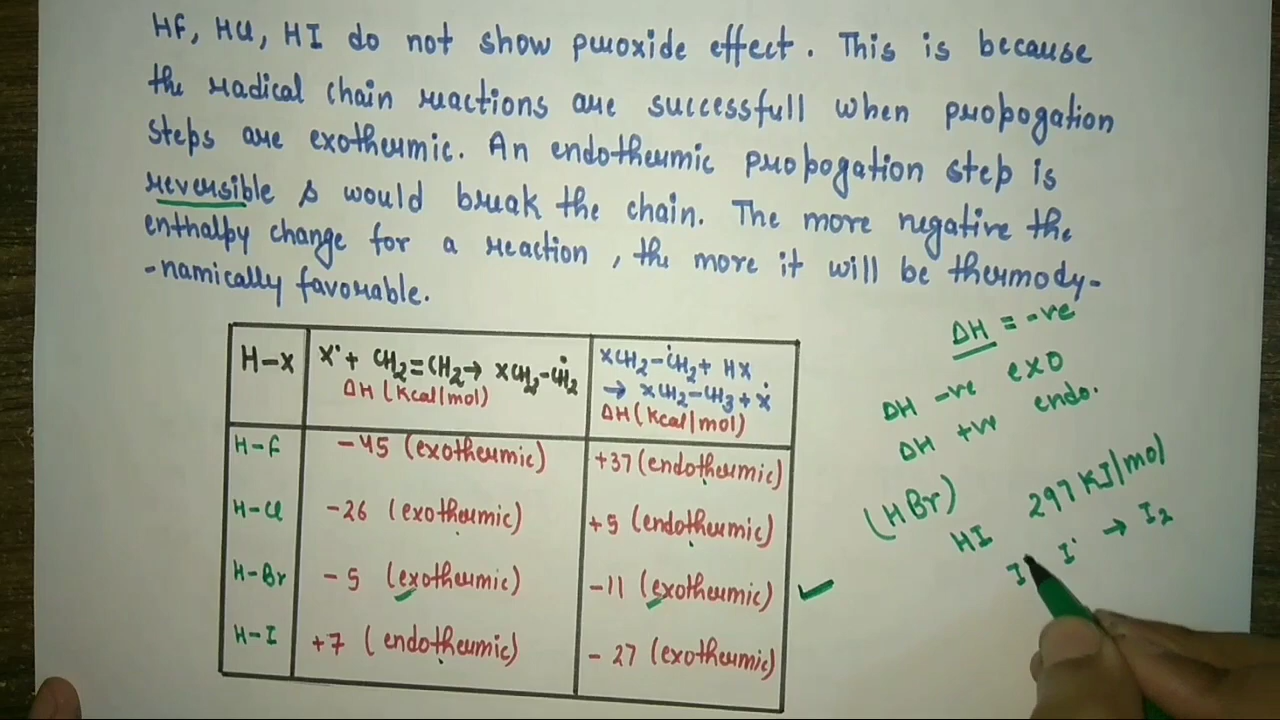 HF, HCl, HI do not show peroxide effect. This is because
the radical chain reactions are successfull when propogation
steps are exothermic. An endothermic propogation step is
reversible & would break the chain. The more negative the
enthalpy change for a reaction, the more it will be thermody-
-namically favorable.
H-X
X• + CH2=CH2→ XCH2-ĊH2
ΔH (Kcal/mol)
XCH2-ĊH2+ HX
→ XCH2-CH3+Ẋ
ΔH (Kcal/mol)
H-F
-45 (exothermic)
+37 (endothermic)
H-Cl
-26 (exothermic)
+5 (endothermic)
H-Br
-5 (exothermic)
-11 (exothermic)
H-I
+7 (endothermic)
-27 (exothermic)
ΔH = -ve
ΔH -ve exo
ΔH +ve endo.
(HBr)
HI 297 KJ/mol
I I• → I2